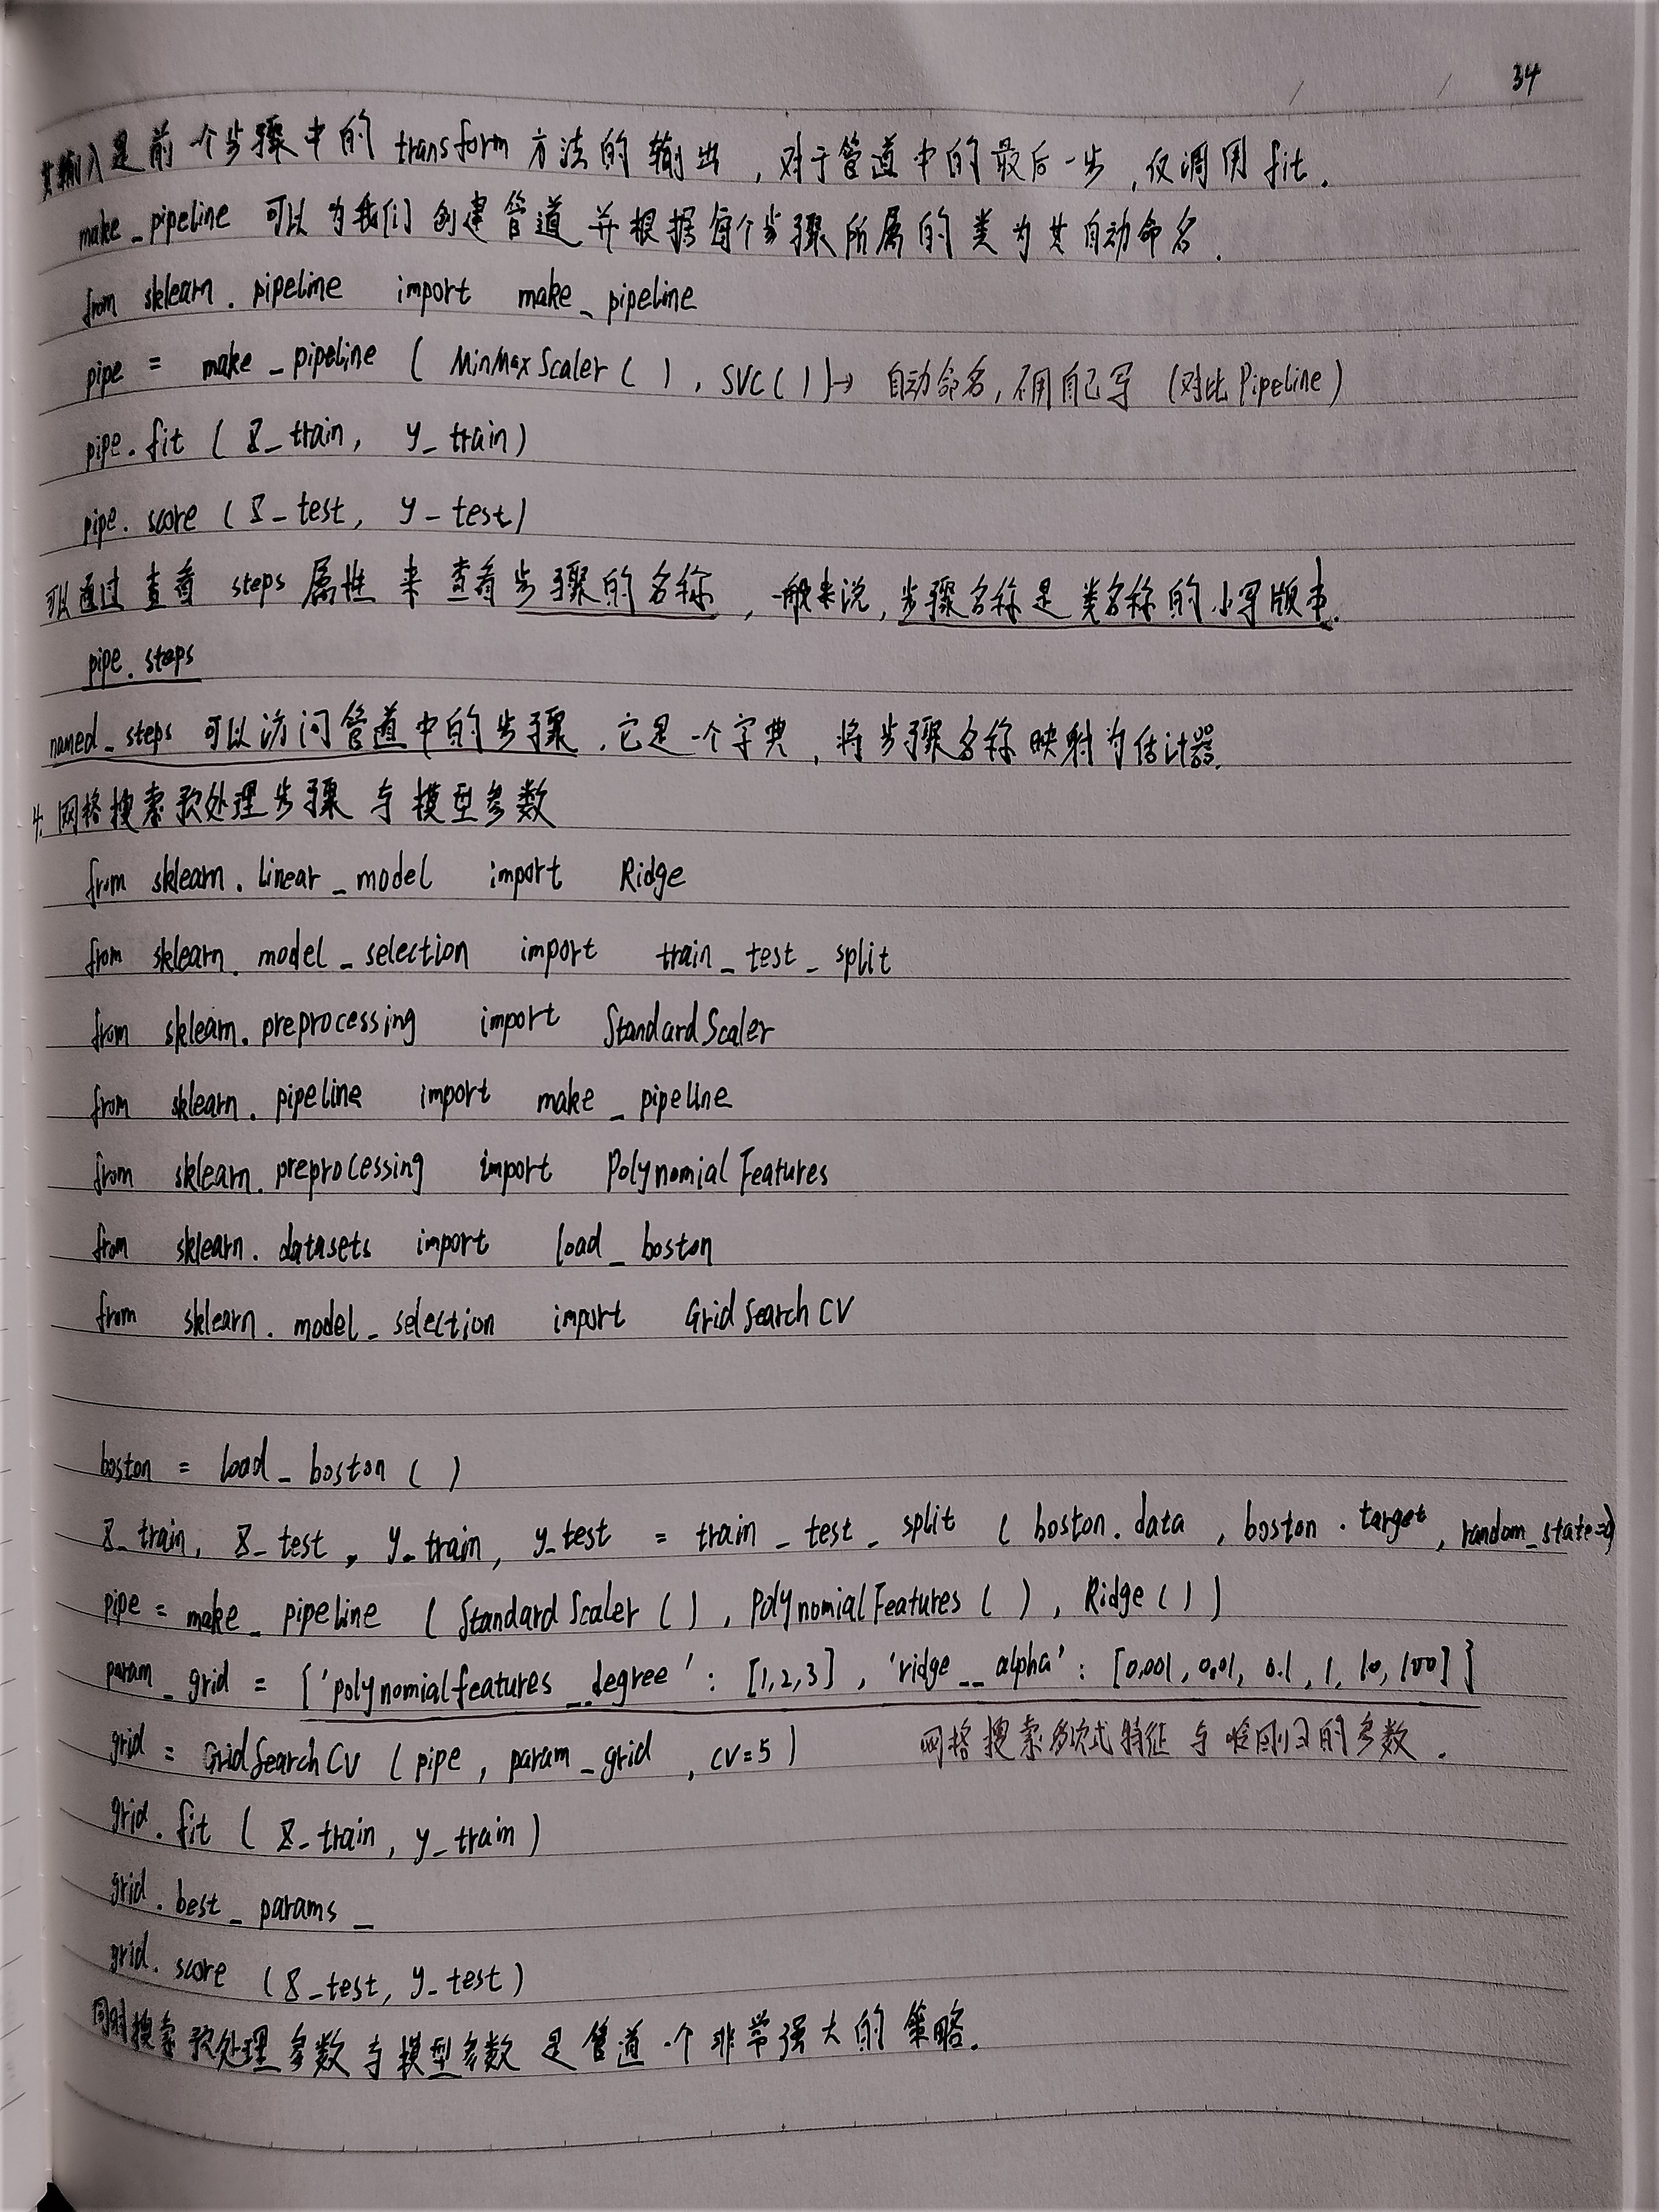 34
其输入是前一个步骤中的 transform 方法的输出，对于管道中的最后一步，仅调用 fit.
make_pipeline 可以为我们创建管道并根据每个步骤所属的类为其自动命名.
from sklearn.pipeline import make_pipeline
pipe = make_pipeline ( MinMaxScaler ( ) , SVC ( ) ) → 自动命名, 不用自己写 (对比 Pipeline)
pipe.fit ( X_train, y_train)
pipe.score ( X_test, y_test)
可以通过查看 steps 属性来查看步骤的名称，一般来说, 步骤名称是类名称的小写版本.
pipe.steps
named_steps 可以访问管道中的步骤. 它是一个字典, 将步骤名称映射为估计器.
4. 网格搜索预处理步骤与模型参数
from sklearn.linear_model import Ridge
from sklearn.model_selection import train_test_split
from sklearn.preprocessing import StandardScaler
from sklearn.pipeline import make_pipeline
from sklearn.preprocessing import PolynomialFeatures
from sklearn.datasets import load_boston
from sklearn.model_selection import GridSearchCV
boston = load_boston ( )
X_train, X_test, y_train, y_test = train_test_split ( boston.data , boston.target, random_state=0)
pipe = make_pipeline ( StandardScaler ( ) , PolynomialFeatures ( ) , Ridge ( ) )
param_grid = {'polynomialfeatures__degree' : [1,2,3] , 'ridge__alpha' : [0.001, 0.01, 0.1, 1, 10, 100] }
grid = GridSearchCV ( pipe , param_grid , cv=5 ) 网格搜索多项式特征与岭回归的参数.
grid.fit ( X_train, y_train )
grid.best_params_
grid.score ( X_test, y_test )
同时搜索预处理参数与模型参数是管道一个非常强大的策略.